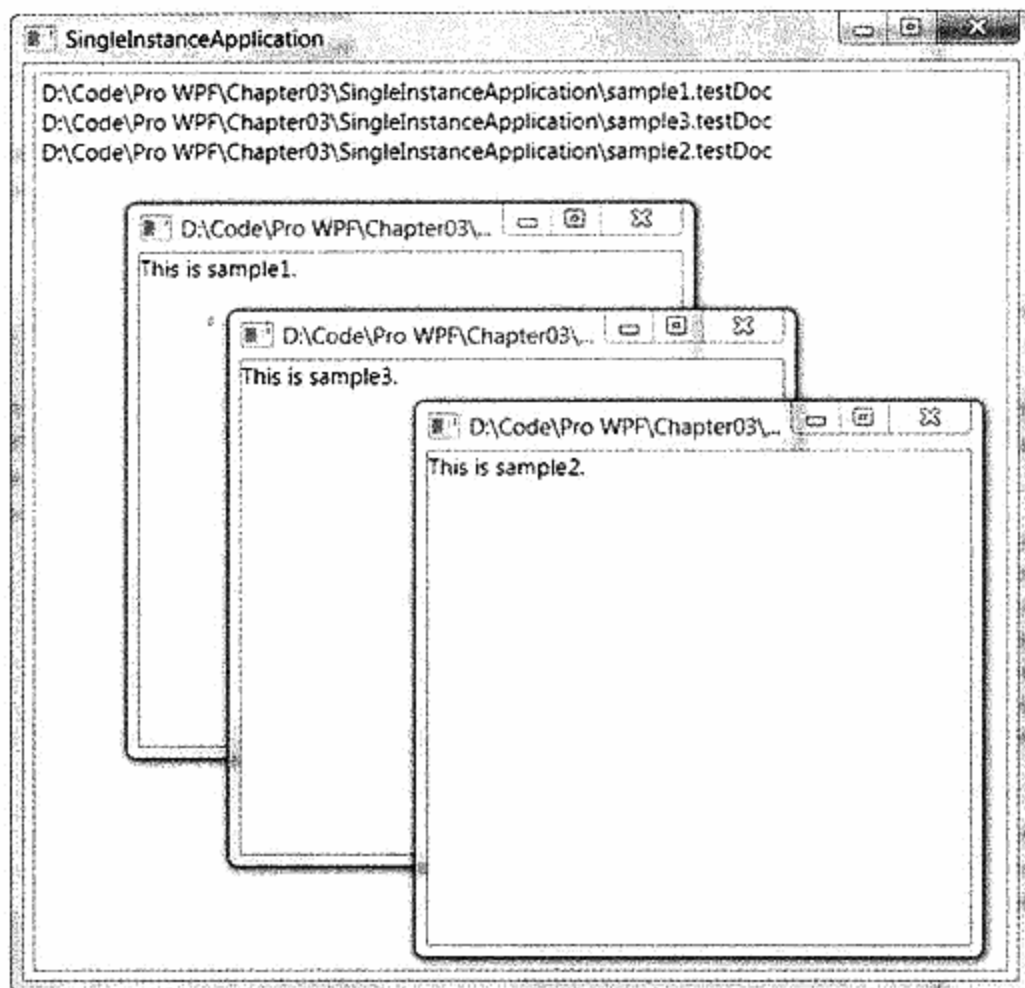 SingleInstanceApplication
D:\Code\Pro WPF\Chapter03\SingleInstanceApplication\sample1.testDoc
D:\Code\Pro WPF\Chapter03\SingleInstanceApplication\sample3.testDoc
D:\Code\Pro WPF\Chapter03\SingleInstanceApplication\sample2.testDoc
D:\Code\Pro WPF\Chapter03\...
This is sample1.
D:\Code\Pro WPF\Chapter03\...
This is sample3.
D:\Code\Pro WPF\Chapter03\...
This is sample2.